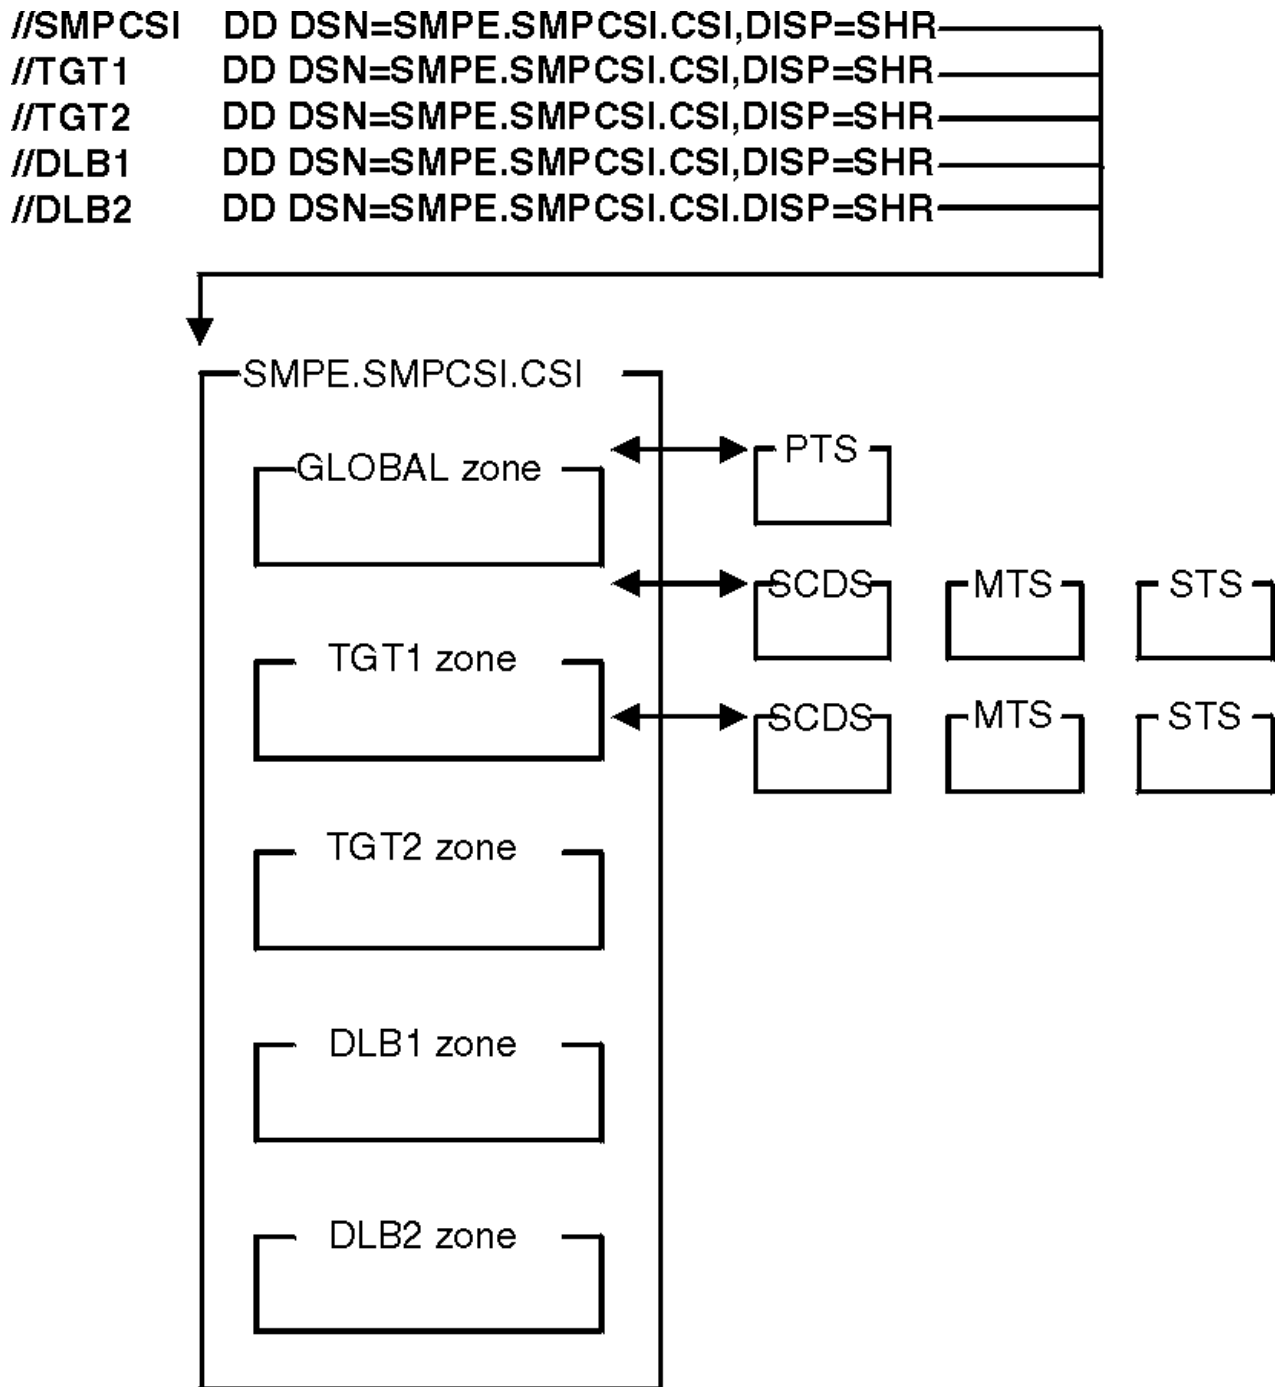 //SMPCSI DD DSN=SMPE.SMPCSI.CSI,DISP=SHR
//TGT1 DD DSN=SMPE.SMPCSI.CSI,DISP=SHR
//TGT2 DD DSN=SMPE.SMPCSI.CSI,DISP=SHR
//DLB1 DD DSN=SMPE.SMPCSI.CSI,DISP=SHR
//DLB2 DD DSN=SMPE.SMPCSI.CSI.DISP=SHR
SMPE.SMPCSI.CSI
PTS
GLOBAL zone
SCDS MTS STS
TGT1 zone
SCDS MTS STS
TGT2 zone
DLB1 zone
DLB2 zone